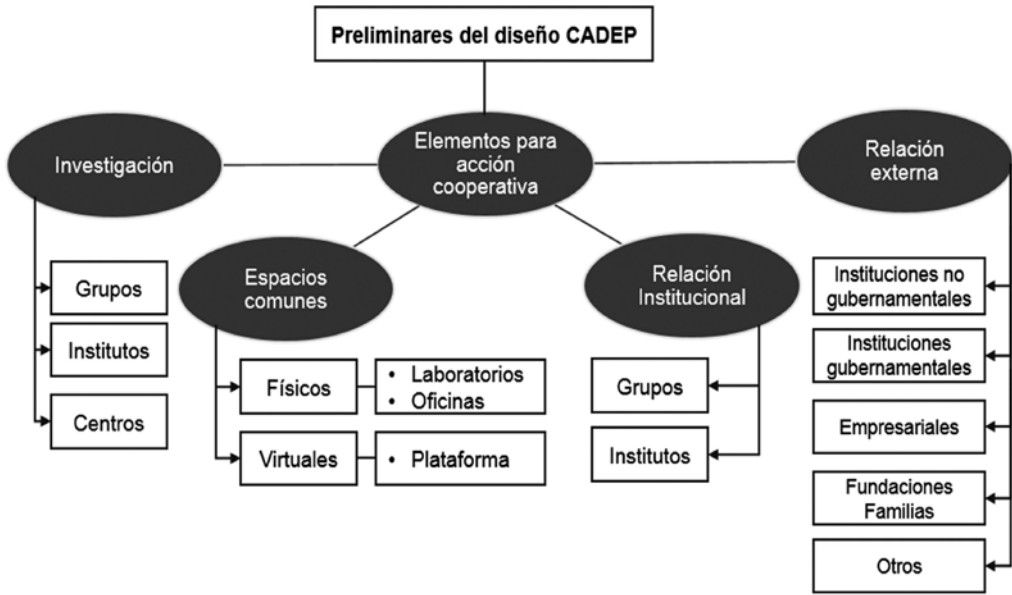 Preliminares del diseño CADEP
Elementos para
acción
cooperativa
Investigación
Relación
externa
Espacios
comunes
Relación
Institucional
Grupos
Institutos
Centros
Físicos
• Laboratorios
• Oficinas
Virtuales
• Plataforma
Grupos
Institutos
Instituciones no
gubernamentales
Instituciones
gubernamentales
Empresariales
Fundaciones
Familias
Otros